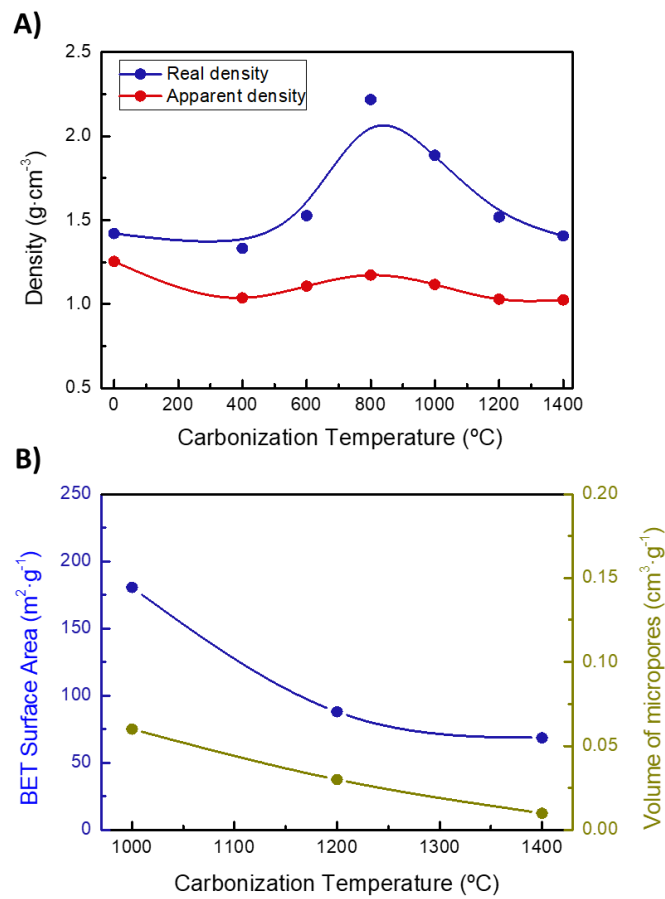 A)
2.5
2.0
1.5
1.0
0.5
Density (g·cm⁻³)
Real density
Apparent density
0 200 400 600 800 1000 1200 1400
Carbonization Temperature (ºC)
B)
250
200
150
100
50
0
BET Surface Area (m²·g⁻¹)
0.20
0.15
0.10
0.05
0.00
Volume of micropores (cm³·g⁻¹)
1000 1100 1200 1300 1400
Carbonization Temperature (ºC)